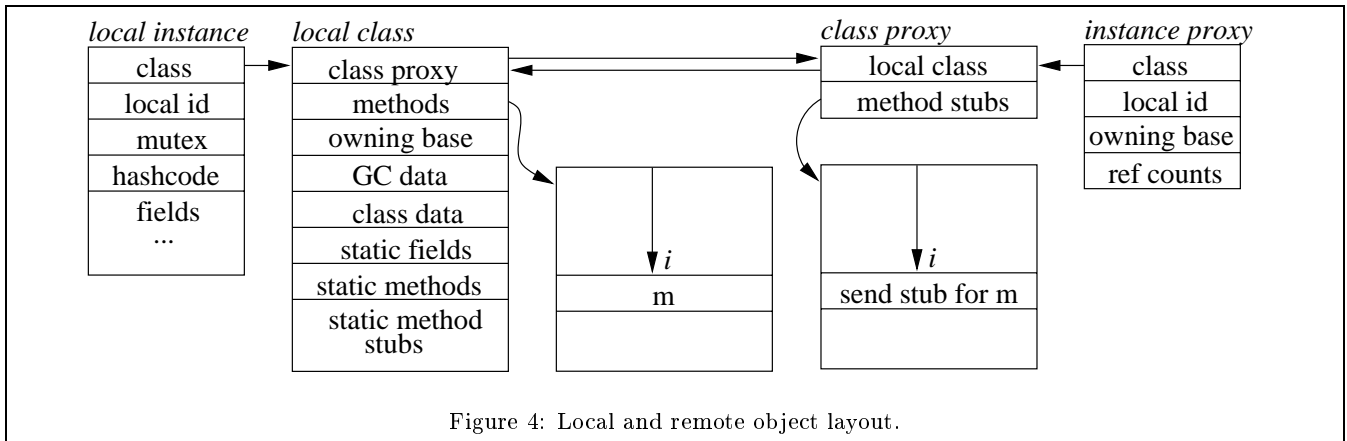 local instance
class
local id
mutex
hashcode
fields
...
local class
class proxy
methods
owning base
GC data
class data
static fields
static methods
static method
stubs
i
m
class proxy
local class
method stubs
i
send stub for m
instance proxy
class
local id
owning base
ref counts
Figure 4: Local and remote object layout.